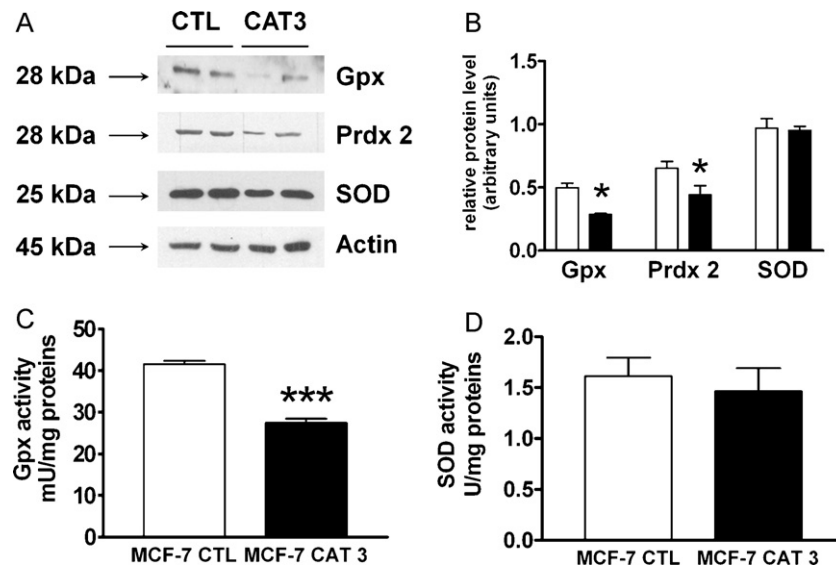 A
CTL CAT3
28 kDa → Gpx
28 kDa → Prdx 2
25 kDa → SOD
45 kDa → Actin
B
relative protein level
(arbitrary units)
1.5
1.0
0.5
0.0
* *
Gpx Prdx 2 SOD
C
Gpx activity
mU/mg proteins
50
40
30
20
10
0
***
MCF-7 CTL MCF-7 CAT 3
D
SOD activity
U/mg proteins
2.0
1.5
1.0
0.5
0.0
MCF-7 CTL MCF-7 CAT 3